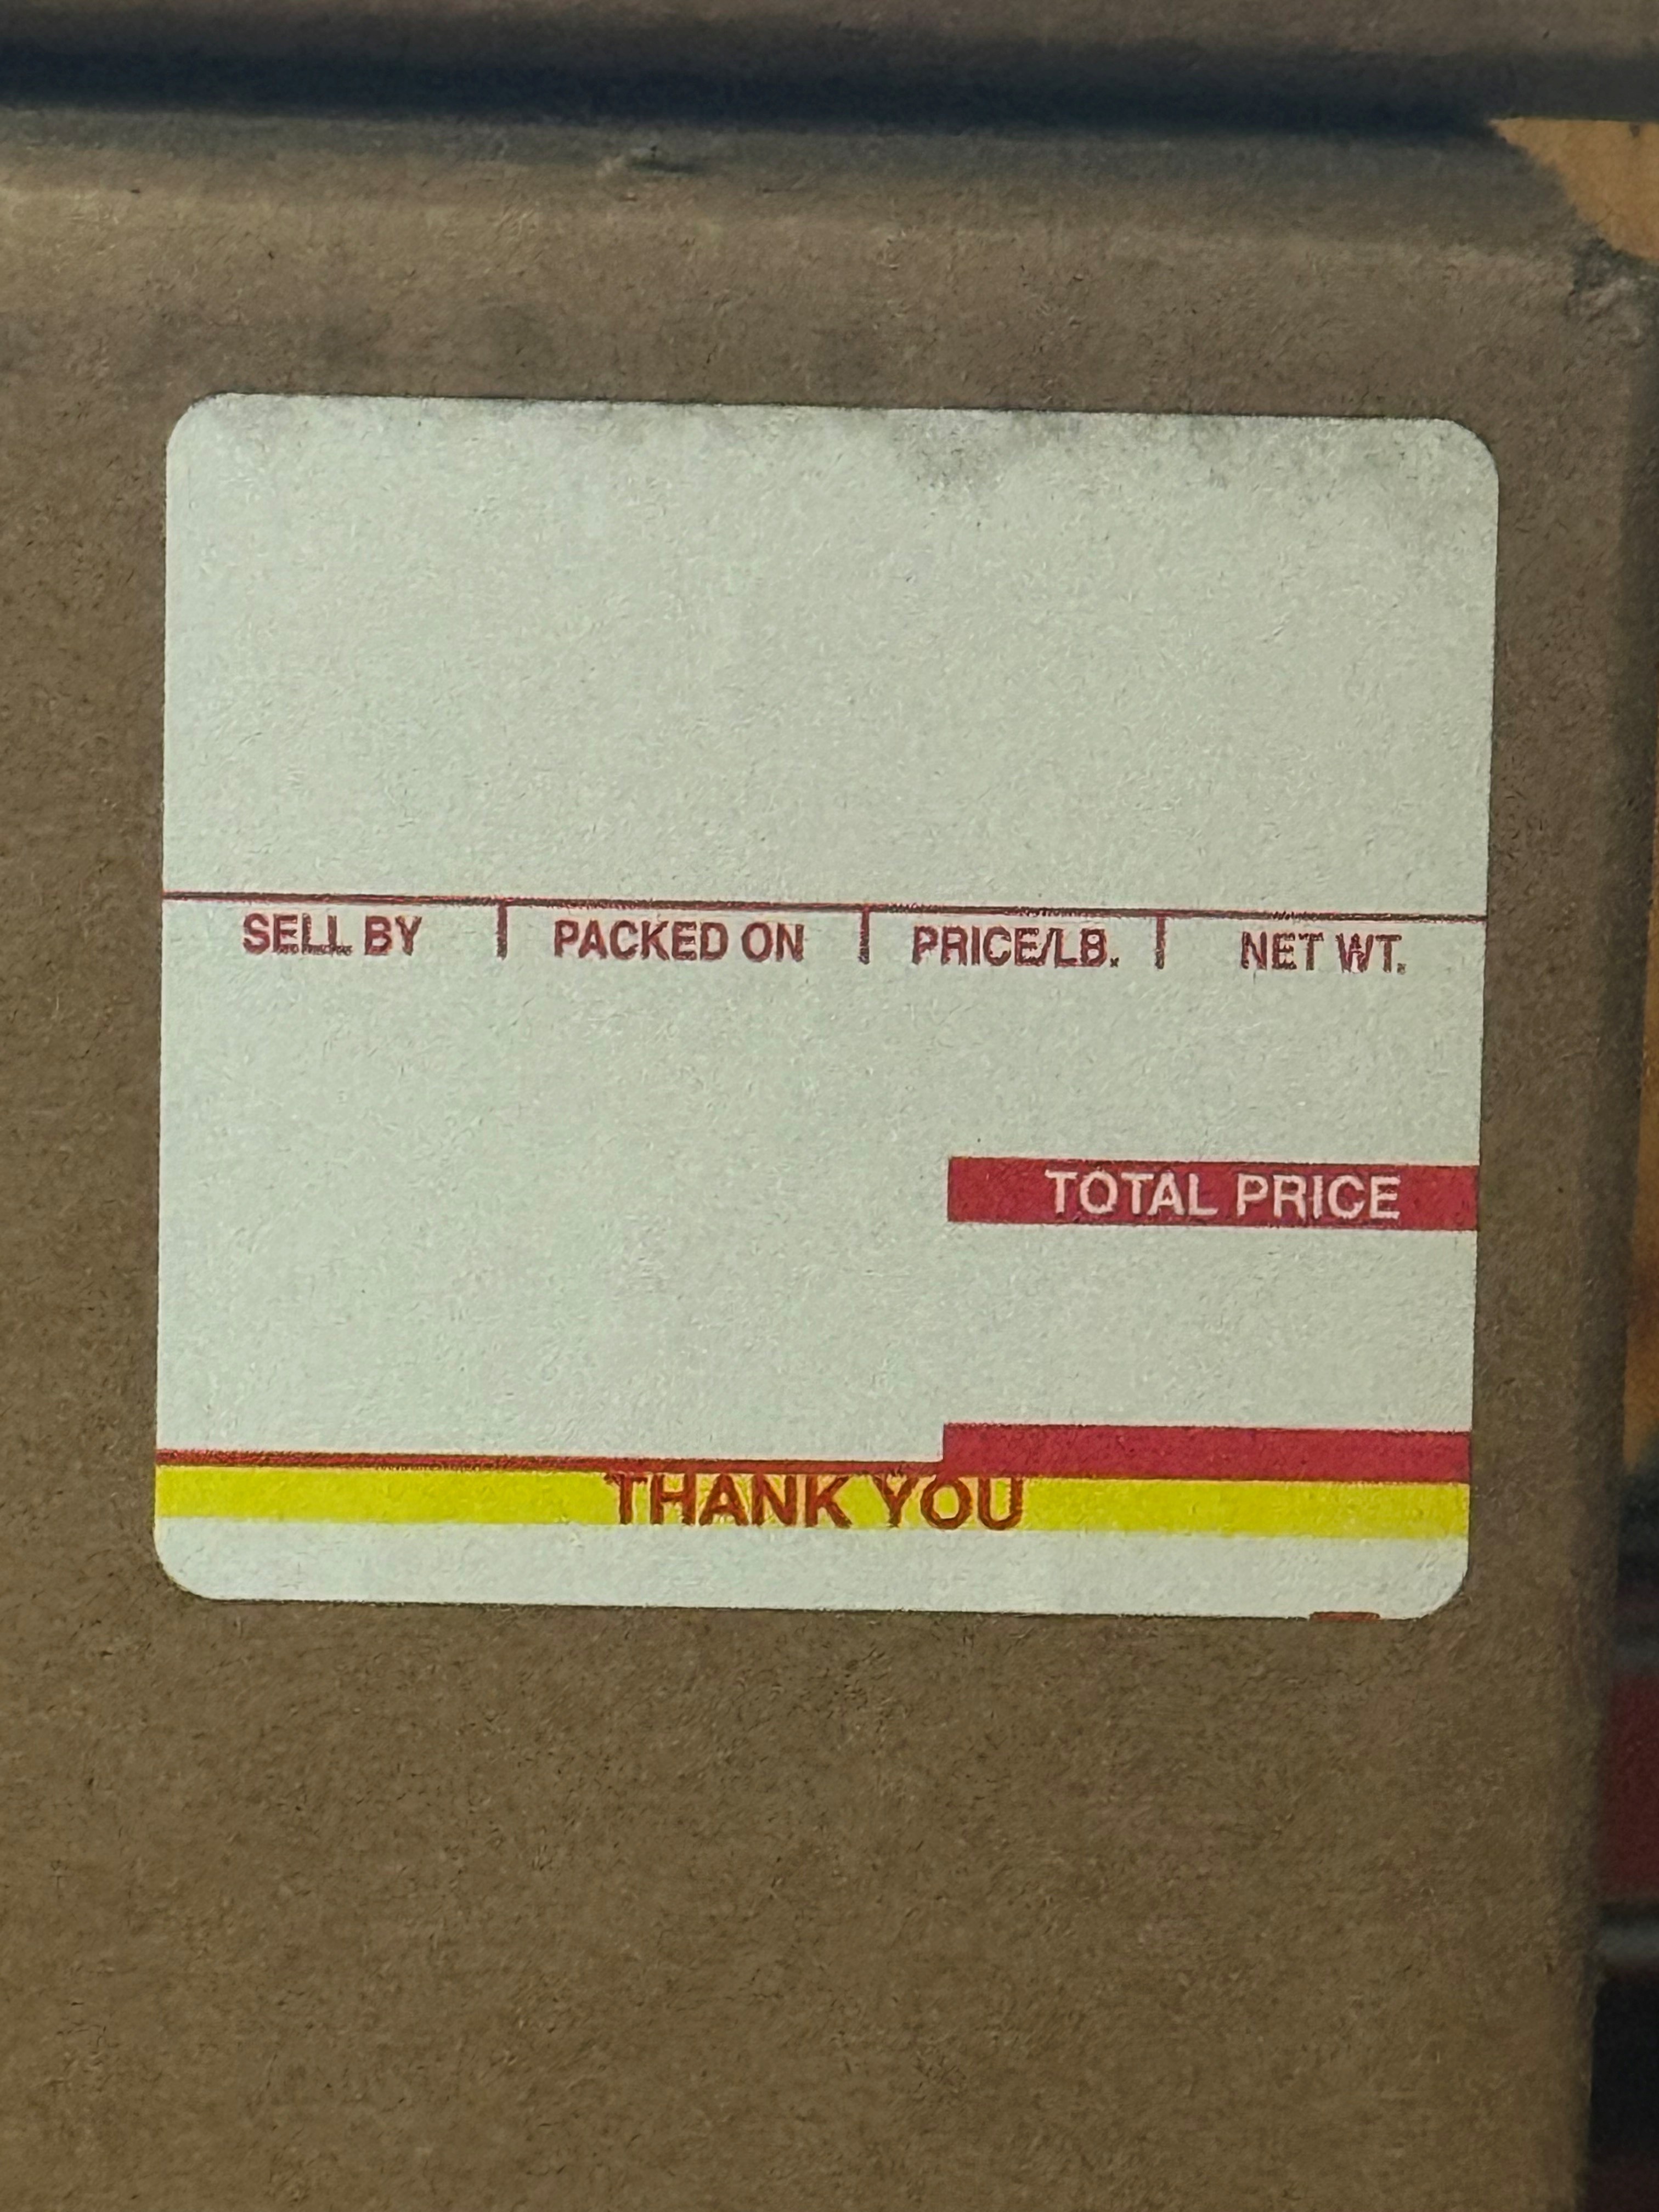 SELL BY PACKED ON PRICE/LB. NET WT.
TOTAL PRICE
THANK YOU